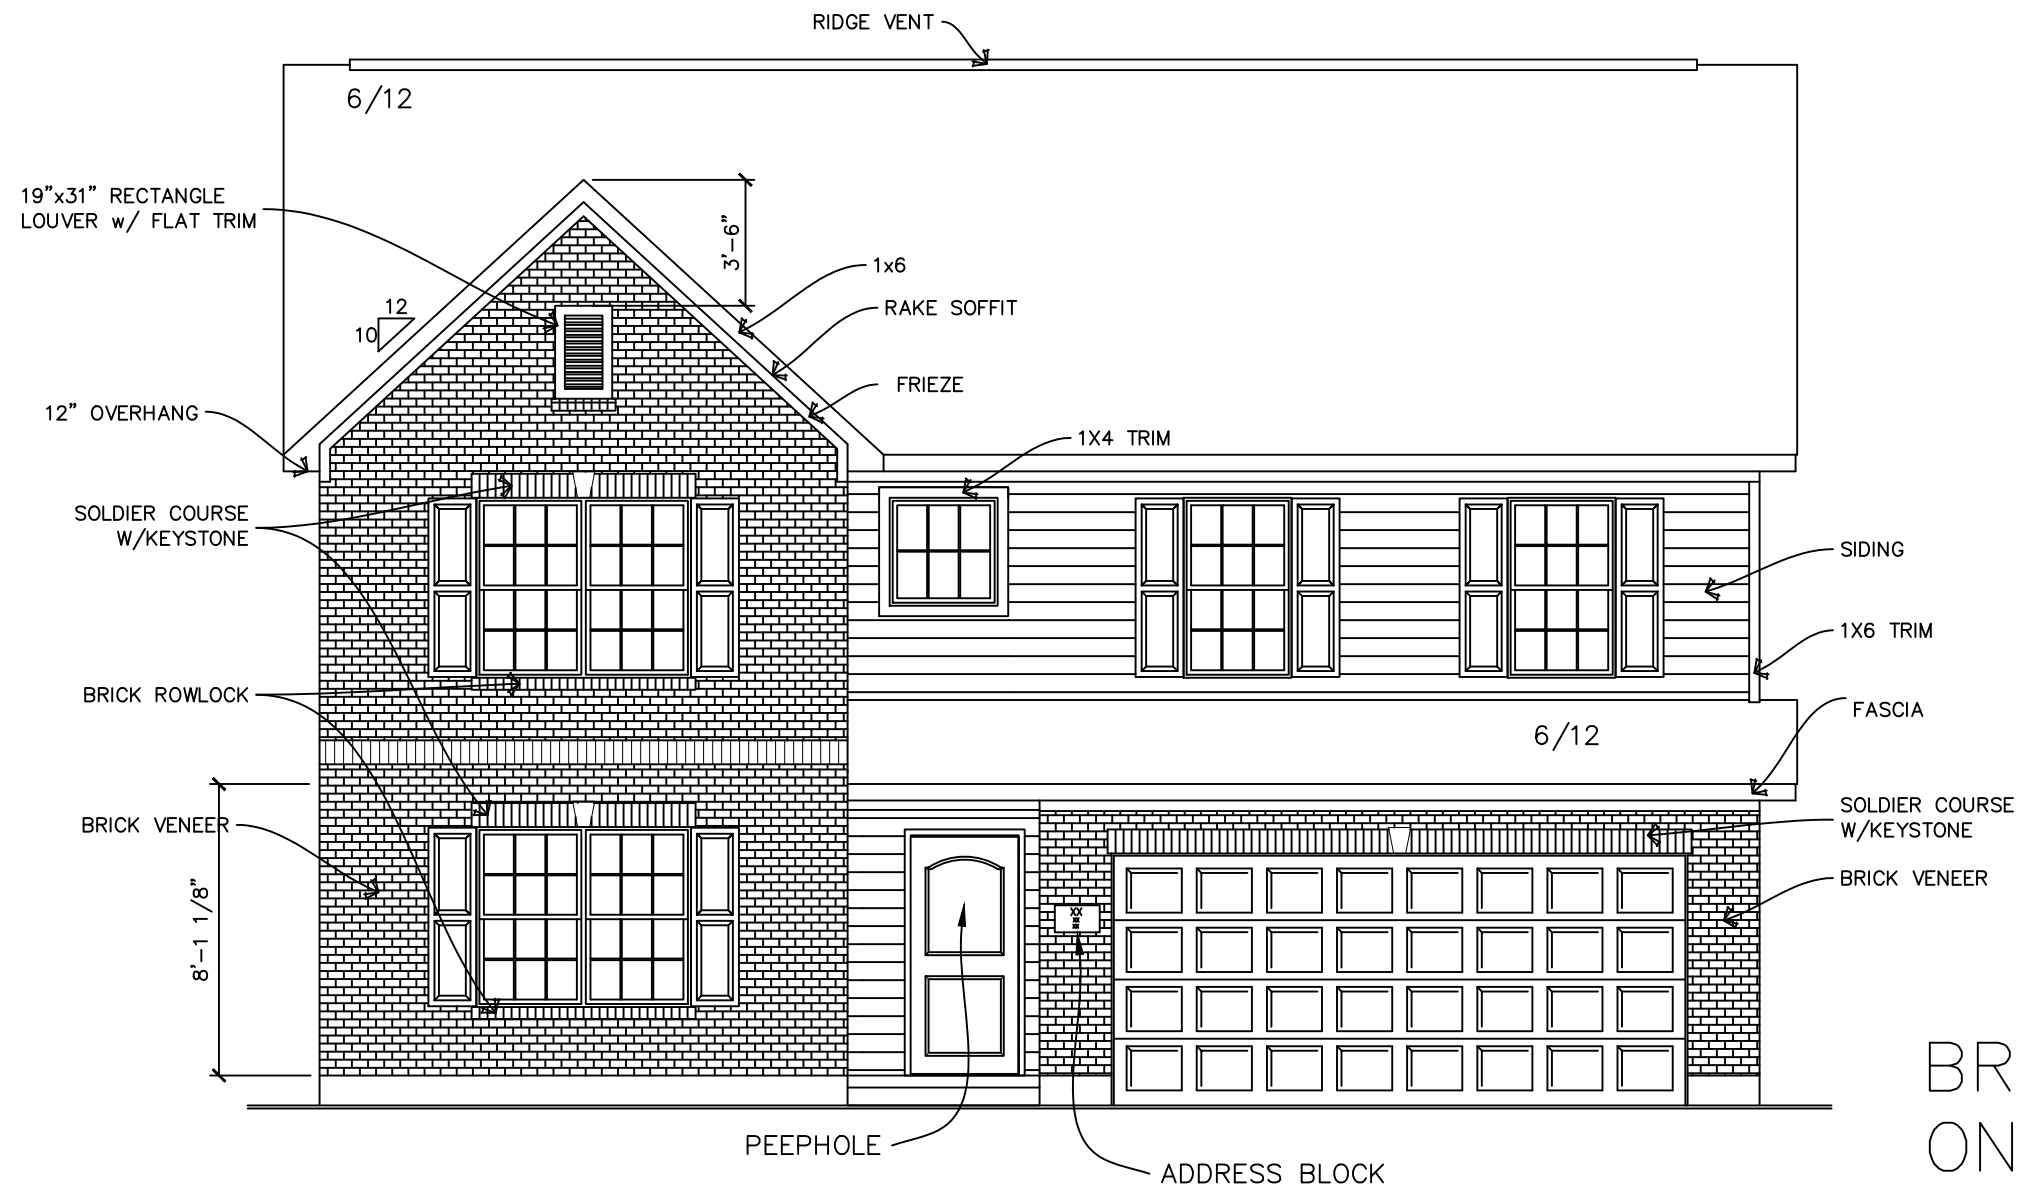 RIDGE VENT
6/12
19"x31" RECTANGLE
LOUVER w/ FLAT TRIM
3'-6"
1x6
RAKE SOFFIT
12
10
FRIEZE
12" OVERHANG
1X4 TRIM
SOLDIER COURSE
W/KEYSTONE
SIDING
1X6 TRIM
BRICK ROWLOCK
FASCIA
6/12
SOLDIER COURSE
W/KEYSTONE
BRICK VENEER
8'-1 1/8"
BRICK VENEER
XX
BR
ON
PEEPHOLE
ADDRESS BLOCK